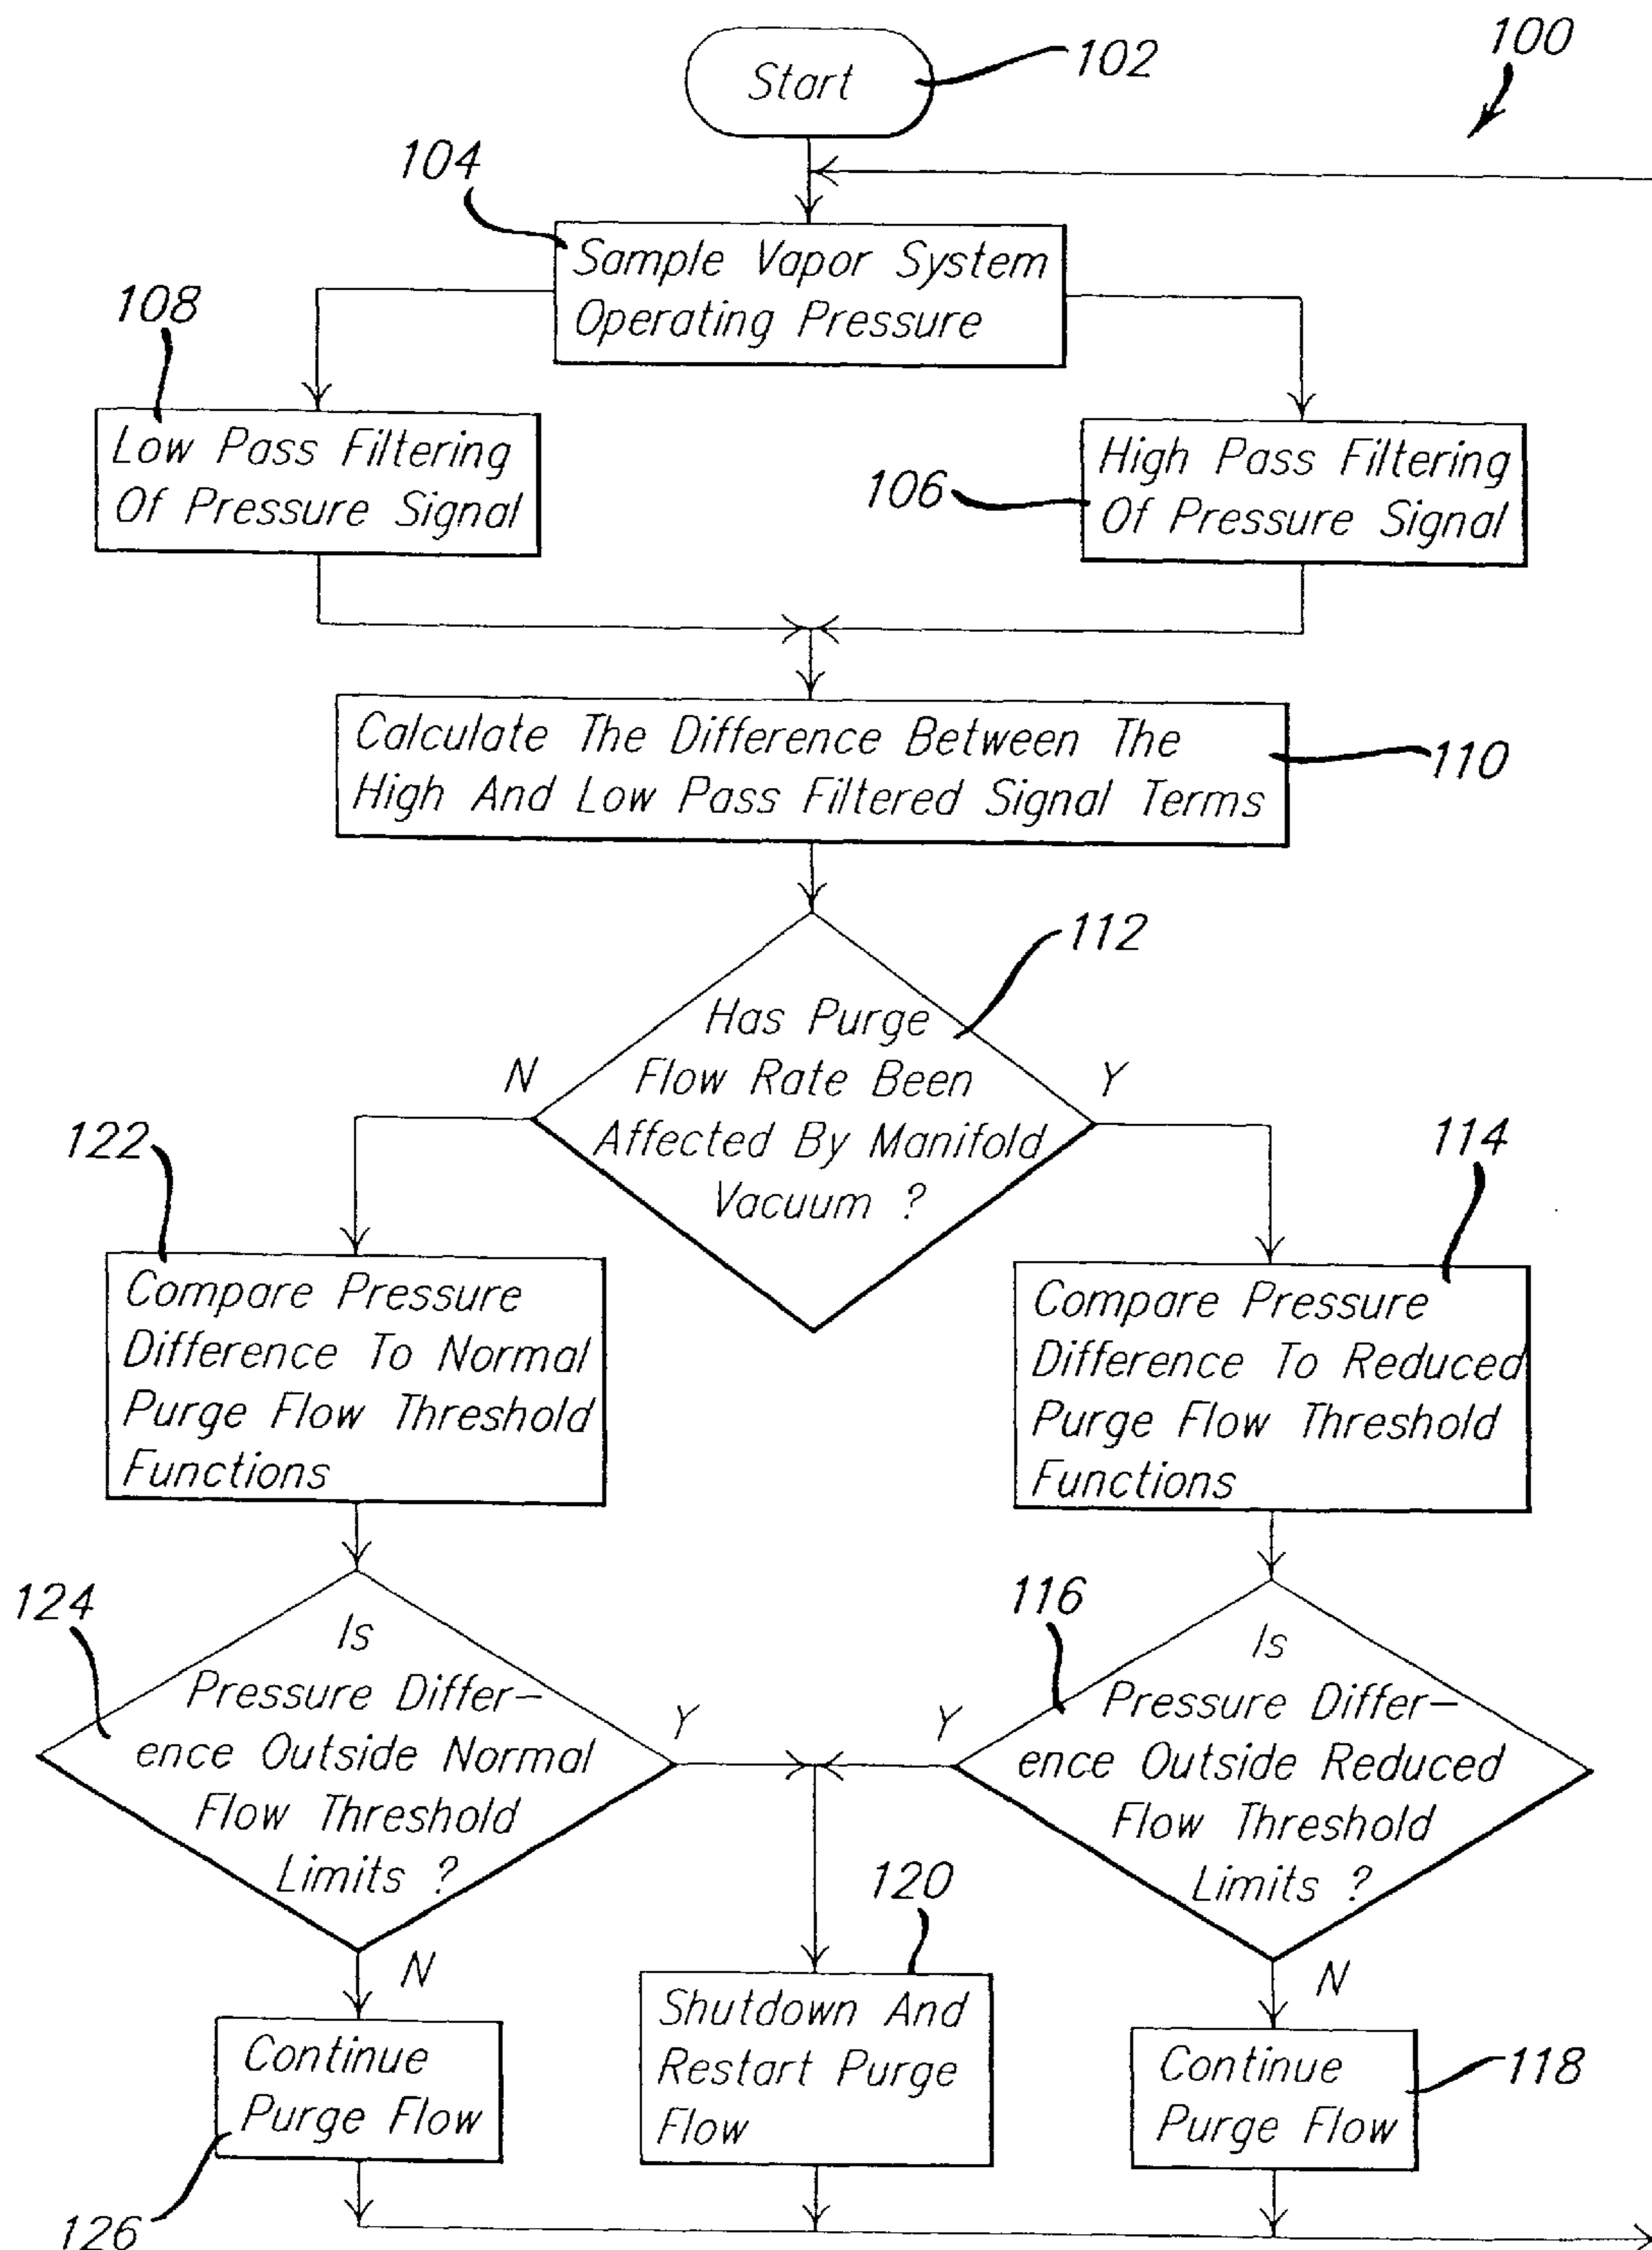 100
Start
102
104
Sample Vapor System
Operating Pressure
108
Low Pass Filtering
Of Pressure Signal
106
High Pass Filtering
Of Pressure Signal
Calculate The Difference Between The
High And Low Pass Filtered Signal Terms
110
112
Has Purge
Flow Rate Been
Affected By Manifold
Vacuum ?
N
Y
122
Compare Pressure
Difference To Normal
Purge Flow Threshold
Functions
114
Compare Pressure
Difference To Reduced
Purge Flow Threshold
Functions
124
Is
Pressure Differ-
ence Outside Normal
Flow Threshold
Limits ?
Y
N
116
Is
Pressure Differ-
ence Outside Reduced
Flow Threshold
Limits ?
Y
N
Continue
Purge Flow
126
120
Shutdown And
Restart Purge
Flow
Continue
Purge Flow
118